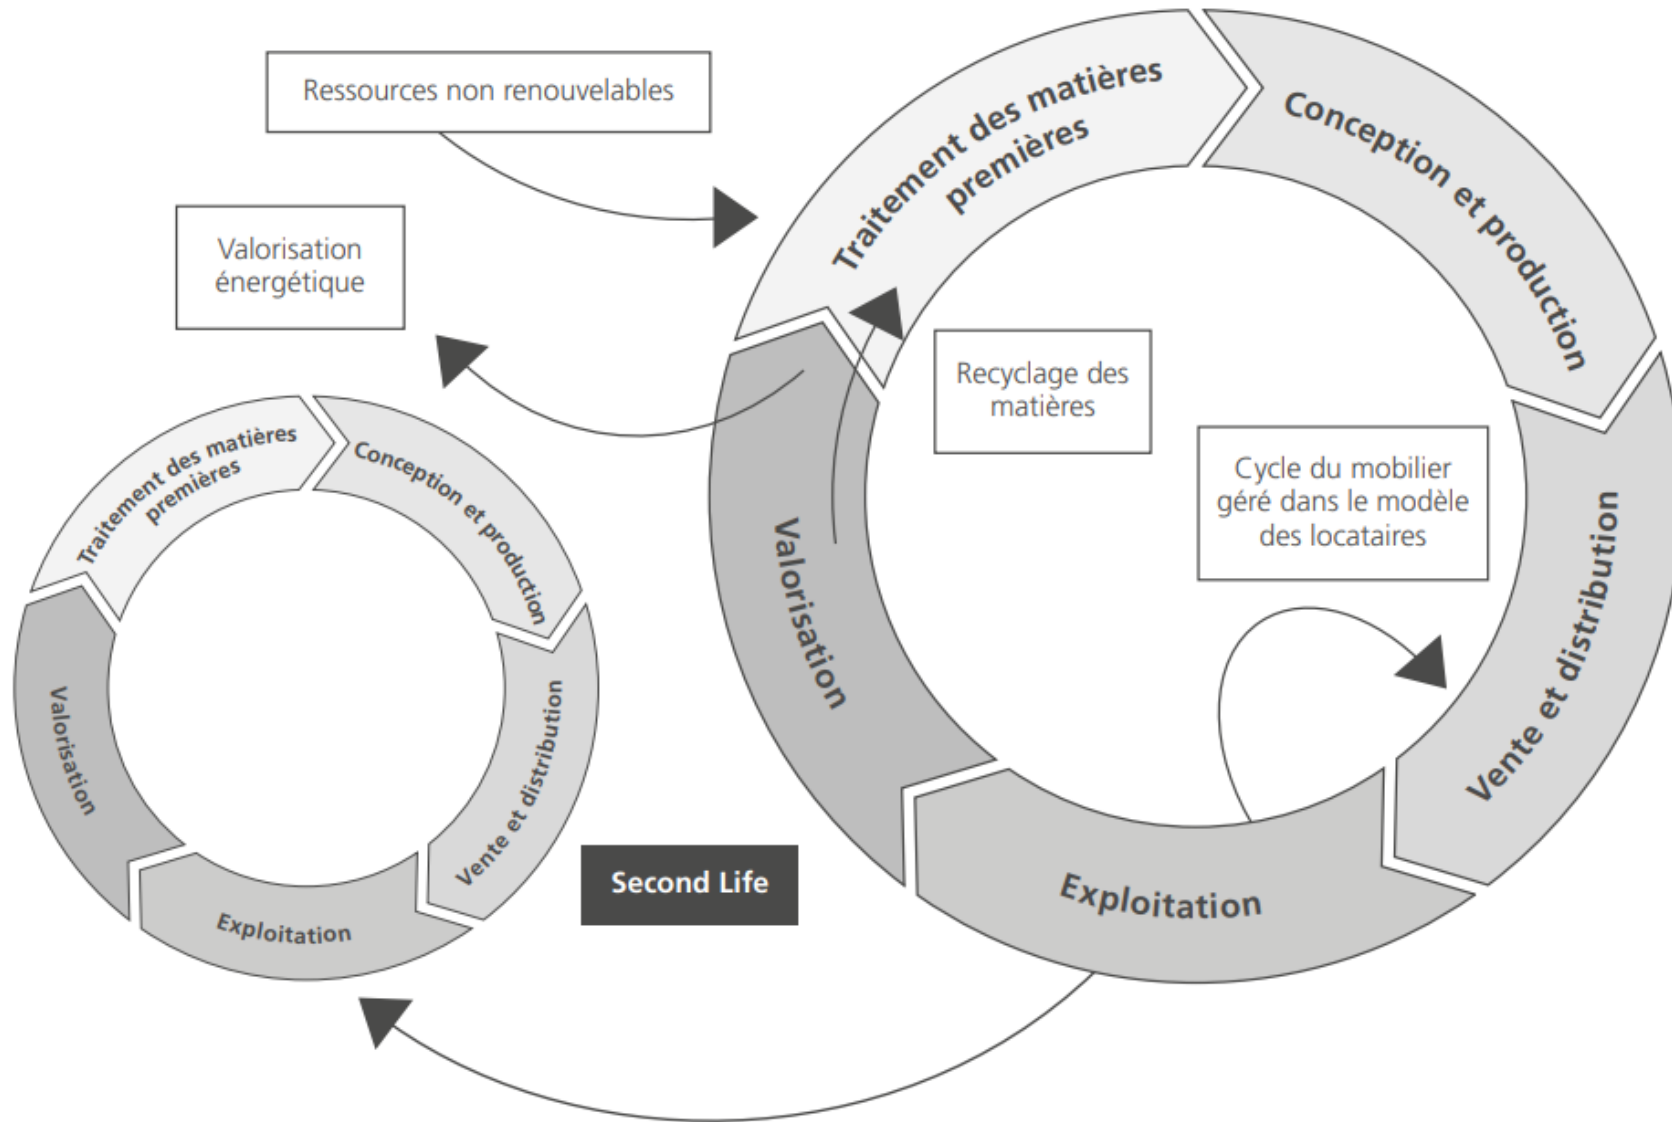 Ressources non renouvelables
Traitement des matières
premières
Conception et production
Valorisation
énergétique
Recyclage des
matières
Cycle du mobilier
géré dans le modèle
des locataires
Vente et distribution
Exploitation
Valorisation
Traitement des matières
premières
Conception et production
Vente et distribution
Exploitation
Valorisation
Second Life